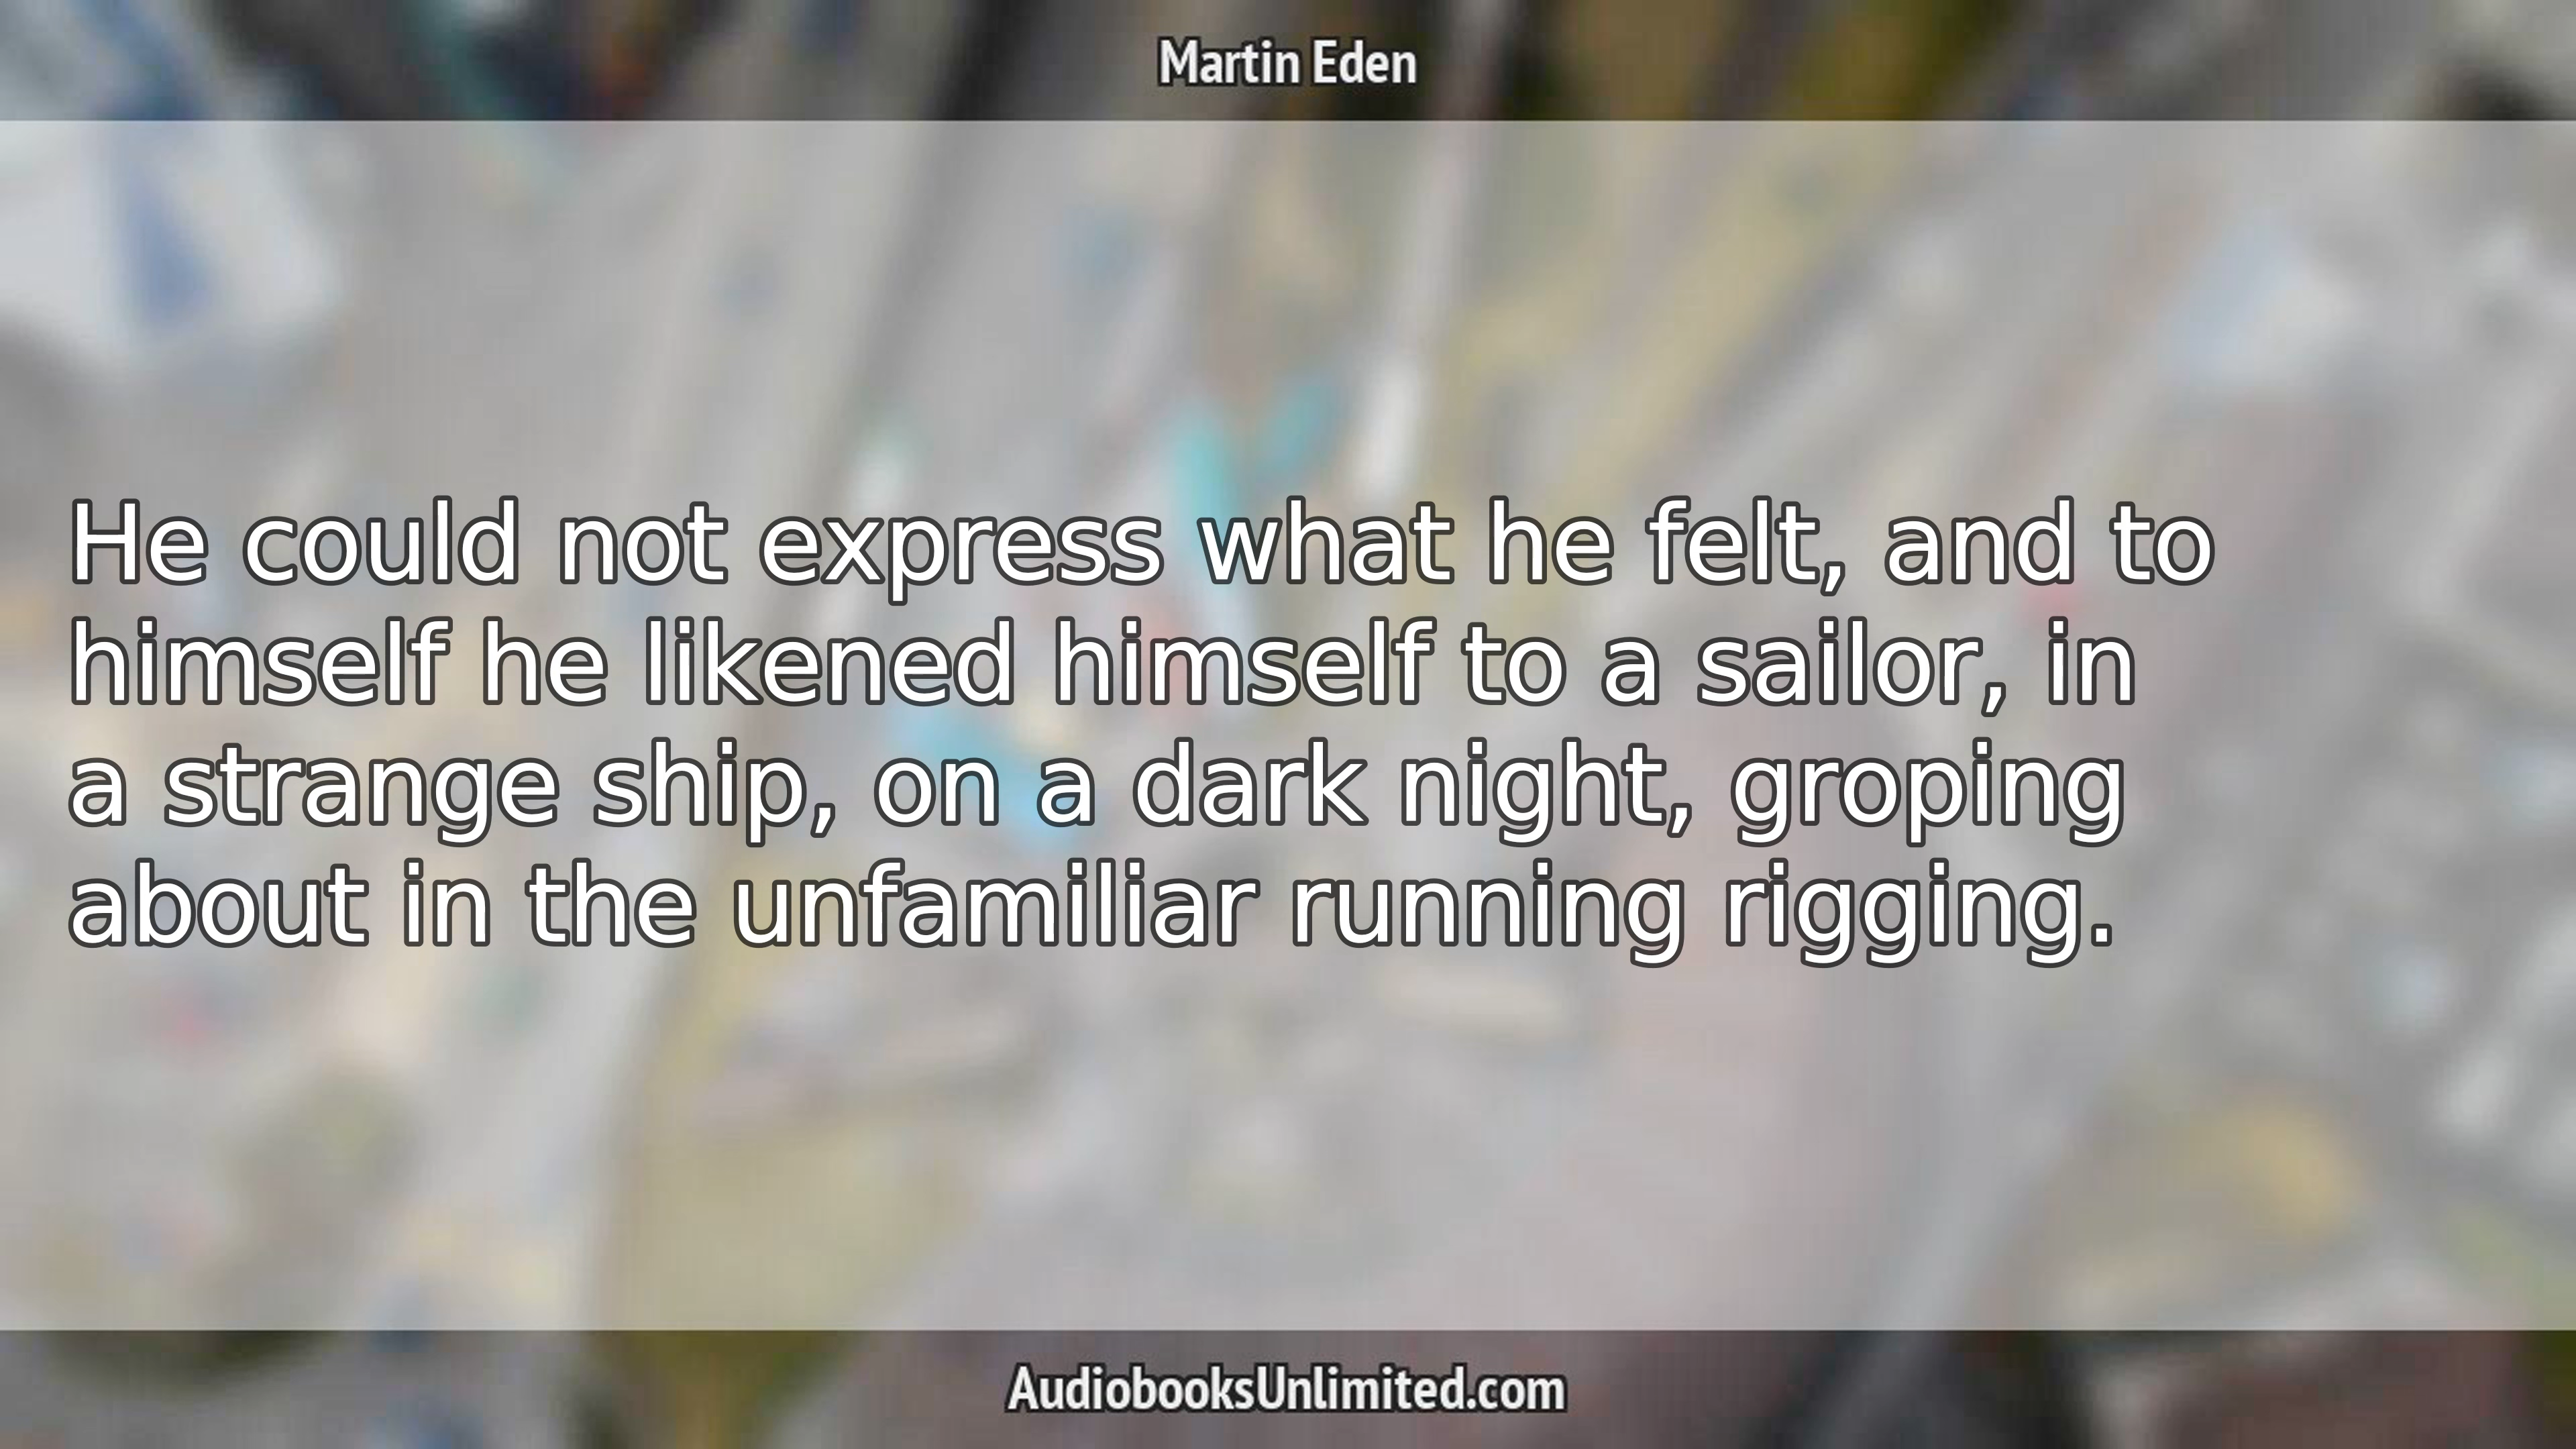 Martin Eden
He could not express what he felt, and to
himself he likened himself to a sailor, in
a strange ship, on a dark night, groping
about in the unfamiliar running rigging.
AudiobooksUnlimited.com